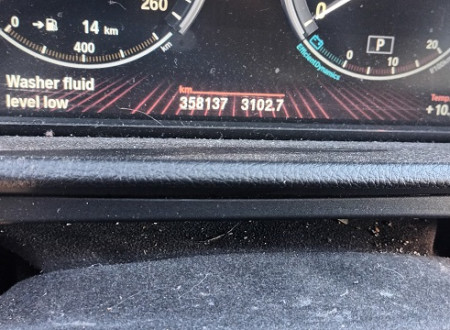 260
0
14 km
400
km
0
EfficientDynamics
P
0
20
Washer fluid
level low
km
358137 3102,7
Temp
+10.